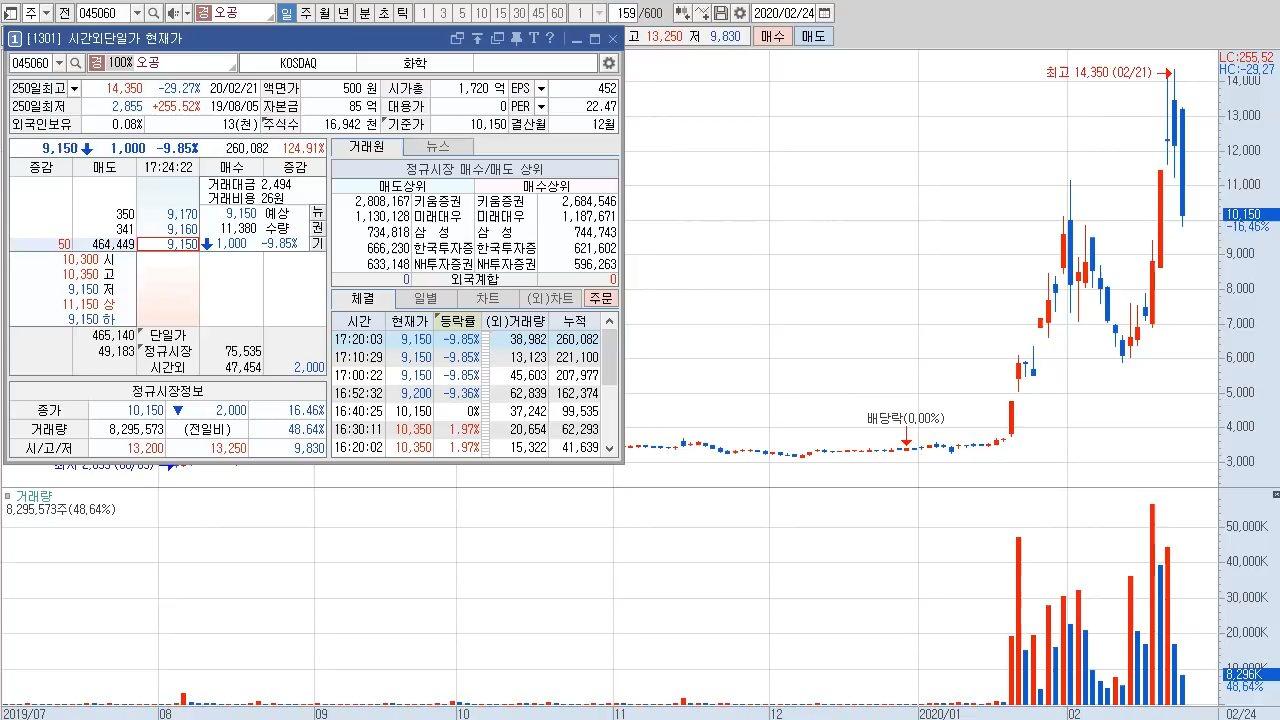 주 전 045060 경 오공 일 주 월 년 분 초 틱 1 3 5 10 15 30 45 60 1 159 /600 2020/02/24
1 [1301] 시간외단일가 현재가
고 13,250 저 9,830 매수 매도
045060 경 100% 오공 KOSDAQ 화학
250일최고 14,350 -29.27% 20/02/21 액면가 500 원 시가총 1,720 억 EPS 452
250일최저 2,855 +255.52% 19/08/05 자본금 85 억 대용가 0 PER 22.47
외국인보유 0.08% 13(천) 주식수 16,942 천 기준가 10,150 결산월 12월
9,150 1,000 -9.85% 260,082 124.91%
증감 매도 17:24:22 매수 증감
거래대금 2,494
거래비용 26원
350 9,170 9,150 예상 뉴
341 9,160 11,380 수량 권
50 464,449 9,150 1,000 -9.85% 기
10,300 시
10,350 고
9,150 저
11,150 상
9,150 하
465,140 단일가
49,183 정규시장 75,535
시간외 47,454 2,000
정규시장정보
종가 10,150 ▼ 2,000 16.46%
거래량 8,295,573 (전일비) 48.64%
시/고/저 13,200 13,250 9,830
거래원 뉴스
정규시장 매수/매도 상위
매도상위 매수상위
2,808,167 키움증권 키움증권 2,684,546
1,130,128 미래대우 미래대우 1,187,671
734,818 삼 성 삼 성 744,743
666,230 한국투자증 한국투자증 621,602
633,148 NH투자증권 NH투자증권 596,263
0 외국계합 0
체결 일별 차트 (외)차트 주문
시간 현재가 등락률 (외)거래량 누적
17:20:03 9,150 -9.85% 38,982 260,082
17:10:29 9,150 -9.85% 13,123 221,100
17:00:22 9,150 -9.85% 45,603 207,977
16:52:32 9,200 -9.36% 62,839 162,374
16:40:25 10,150 0% 37,242 99,535
16:30:11 10,350 1.97% 20,654 62,293
16:20:02 10,350 1.97% 15,322 41,639
최고 14,350 (02/21)
배당락(0,00%)
LC:255,52
HC:-29,27
14,000
13,000
12,000
11,000
10,150
-16,46%
9,000
8,000
7,000
6,000
5,000
4,000
3,000
거래량
8,295,573주(48,64%)
50,000K
40,000K
30,000K
20,000K
10,000K
8,296K
48,64%
2019/07 08 09 10 11 12 2020/01 02 02/24